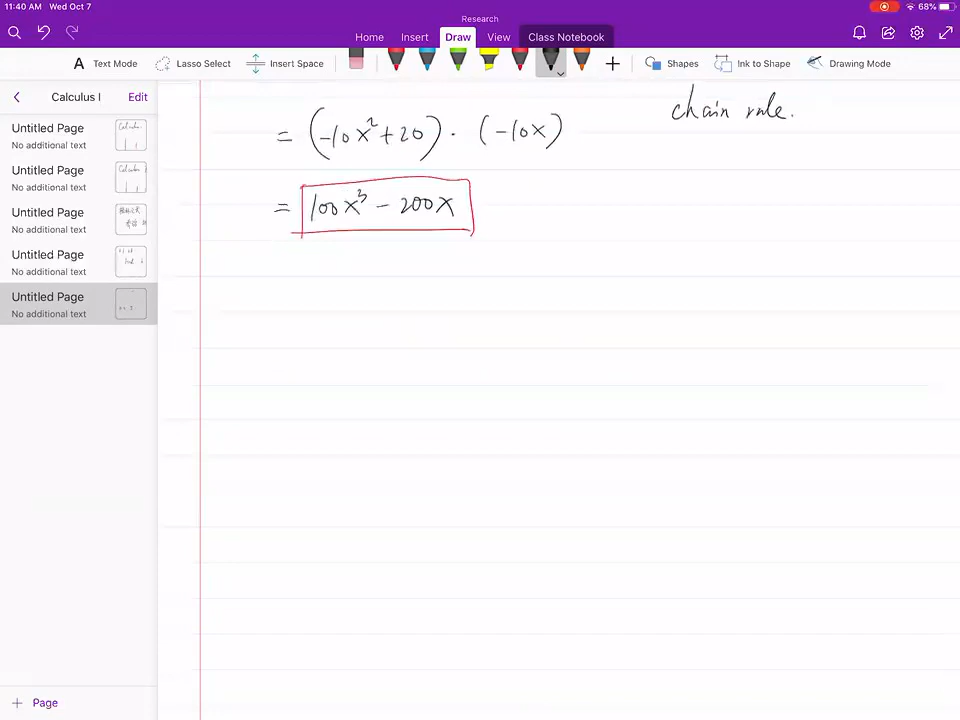 11:40 AM Wed Oct 7
68%
Research
Home Insert Draw View Class Notebook
A Text Mode Lasso Select Insert Space Shapes Ink to Shape Drawing Mode
Calculus I Edit
Untitled Page
No additional text
Untitled Page
No additional text
Untitled Page
No additional text
Untitled Page
No additional text
Untitled Page
No additional text
chain rule.
= (-10x²+20) · (-10x)
= 100x³ - 200x
+ Page